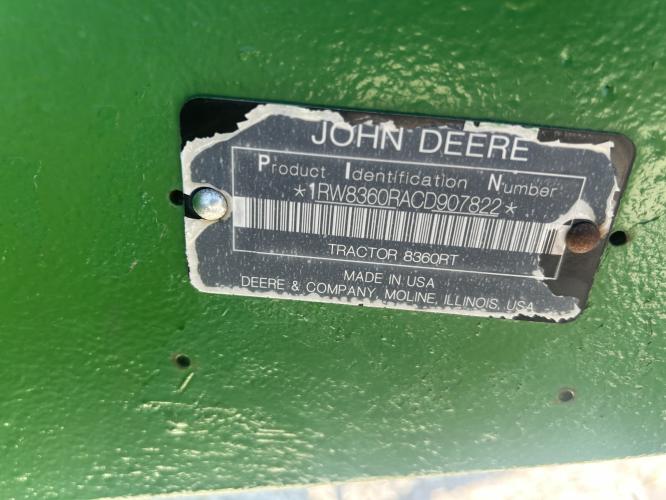 JOHN DEERE
Product Identification Number
*1RW8360RACD907822*
TRACTOR 8360RT
MADE IN USA
DEERE & COMPANY, MOLINE, ILLINOIS, USA